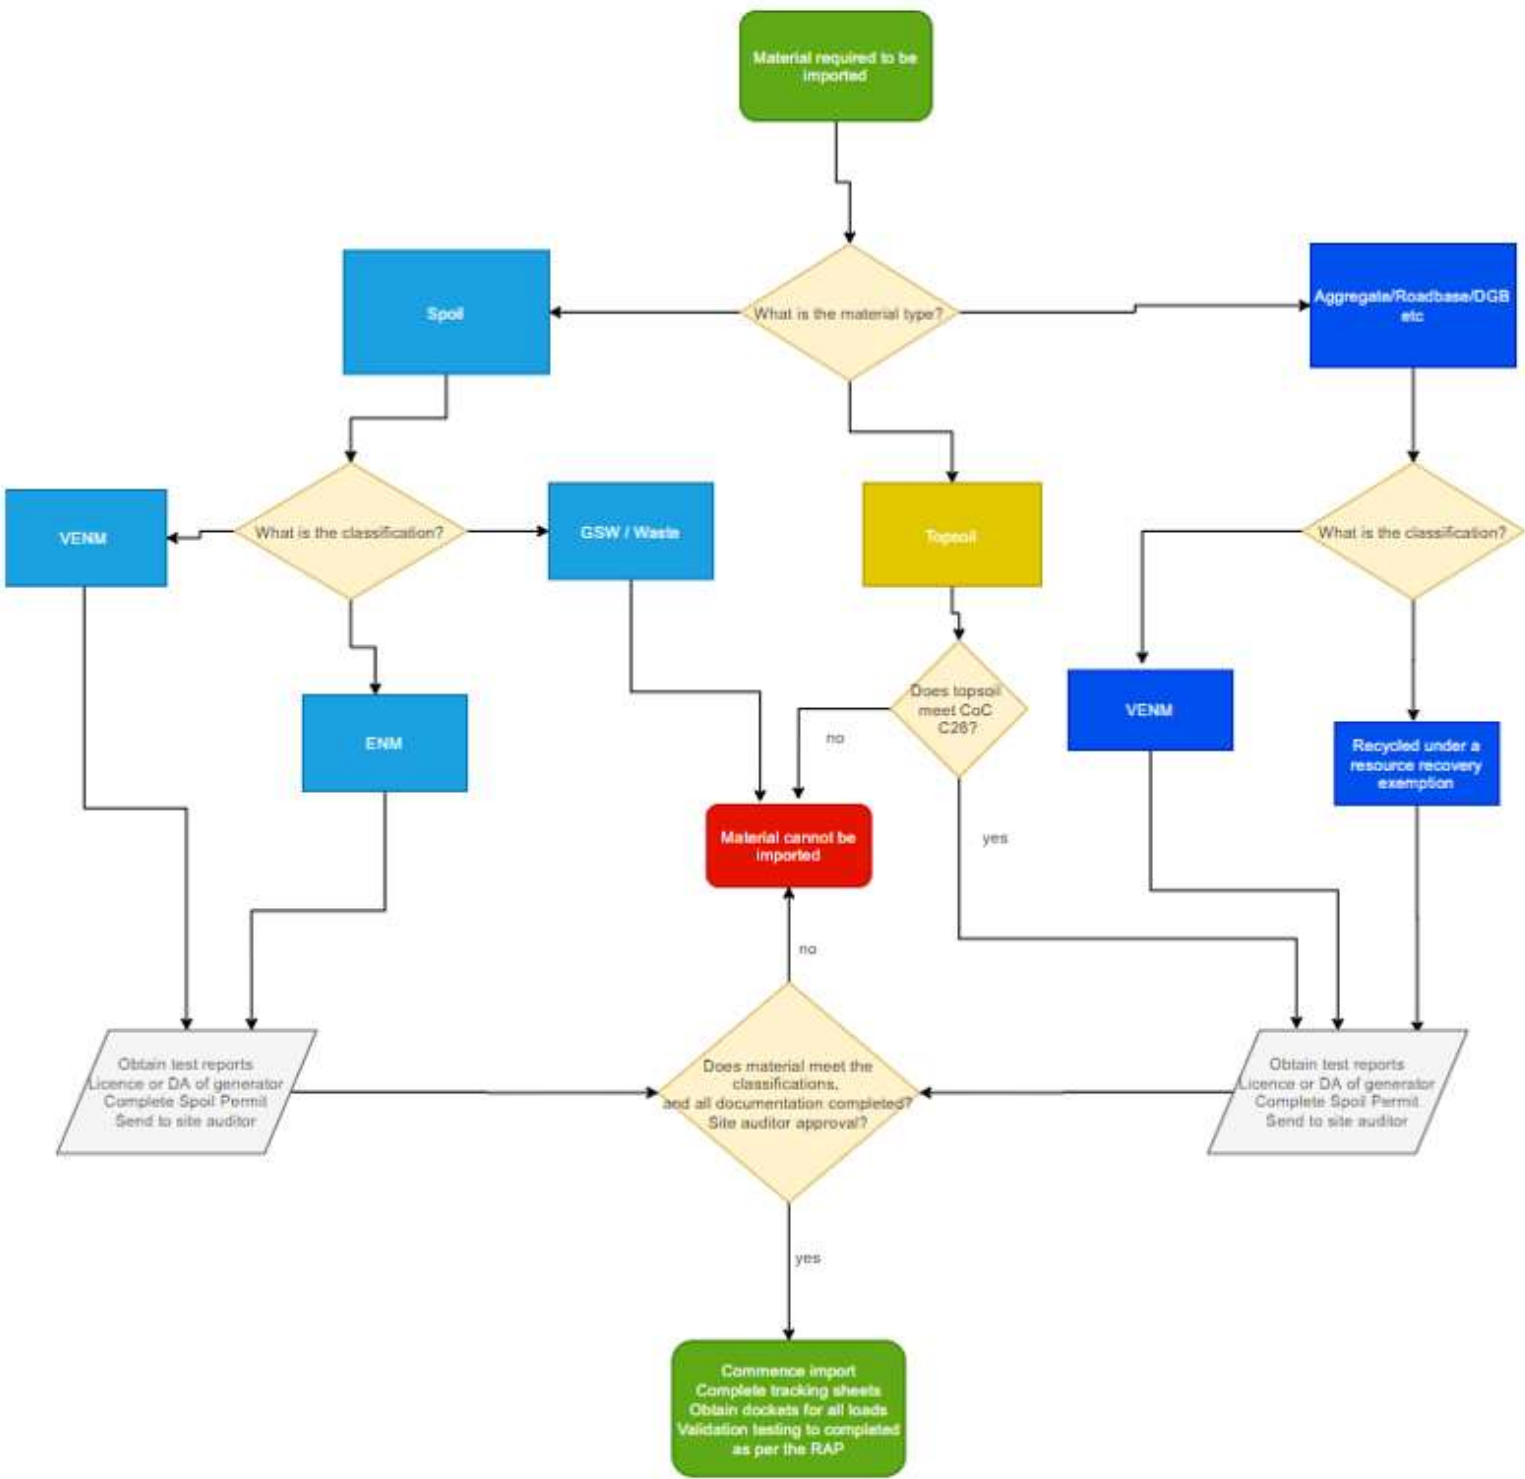 Material required to be
imported
What is the material type?
Spoil
Aggregate/Roadbase/DGB
etc
What is the classification?
VENM
GSW / Waste
Topsoil
What is the classification?
ENM
Does topsoil
meet CoC
C26?
no
yes
VENM
Recycled under a
resource recovery
exemption
Material cannot be
imported
no
Obtain test reports
Licence or DA of generator
Complete Spoil Permit
Send to site auditor
Does material meet the
classifications,
and all documentation completed?
Site auditor approval?
Obtain test reports
Licence or DA of generator
Complete Spoil Permit
Send to site auditor
yes
Commence import
Complete tracking sheets
Obtain dockets for all loads
Validation testing to completed
as per the RAP